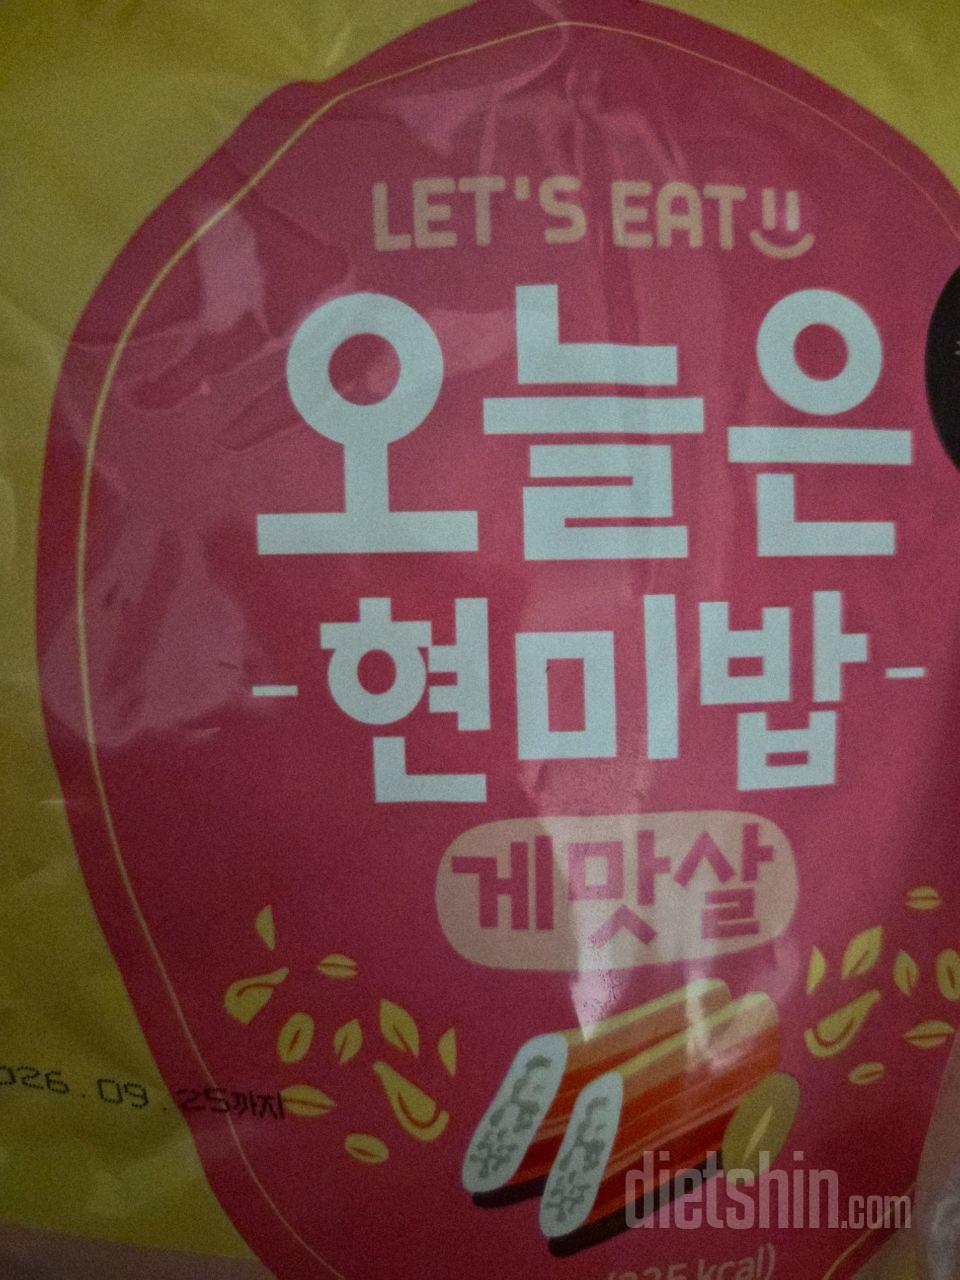 LET'S EAT
오늘은
-현미밥-
게맛살
026.09.25까지
dietshin.com
kcal)